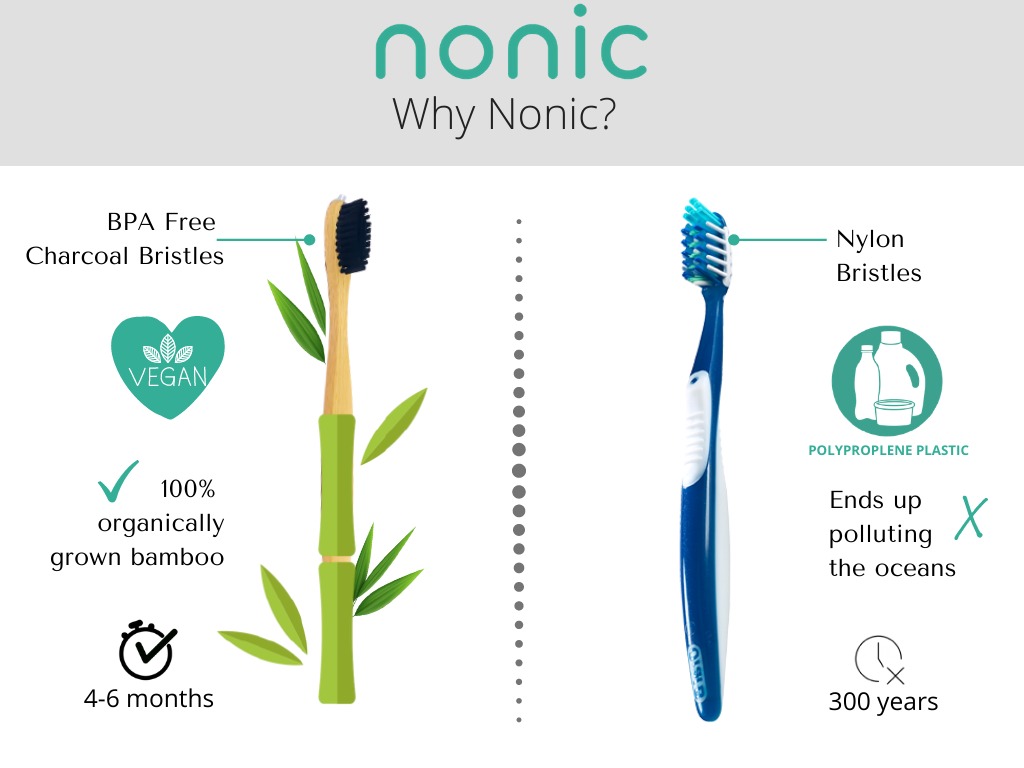 nonic
Why Nonic?
BPA Free
Charcoal Bristles
VEGAN
100%
organically
grown bamboo
4-6 months
Nylon
Bristles
POLYPROPLENE PLASTIC
Ends up
polluting
the oceans
300 years